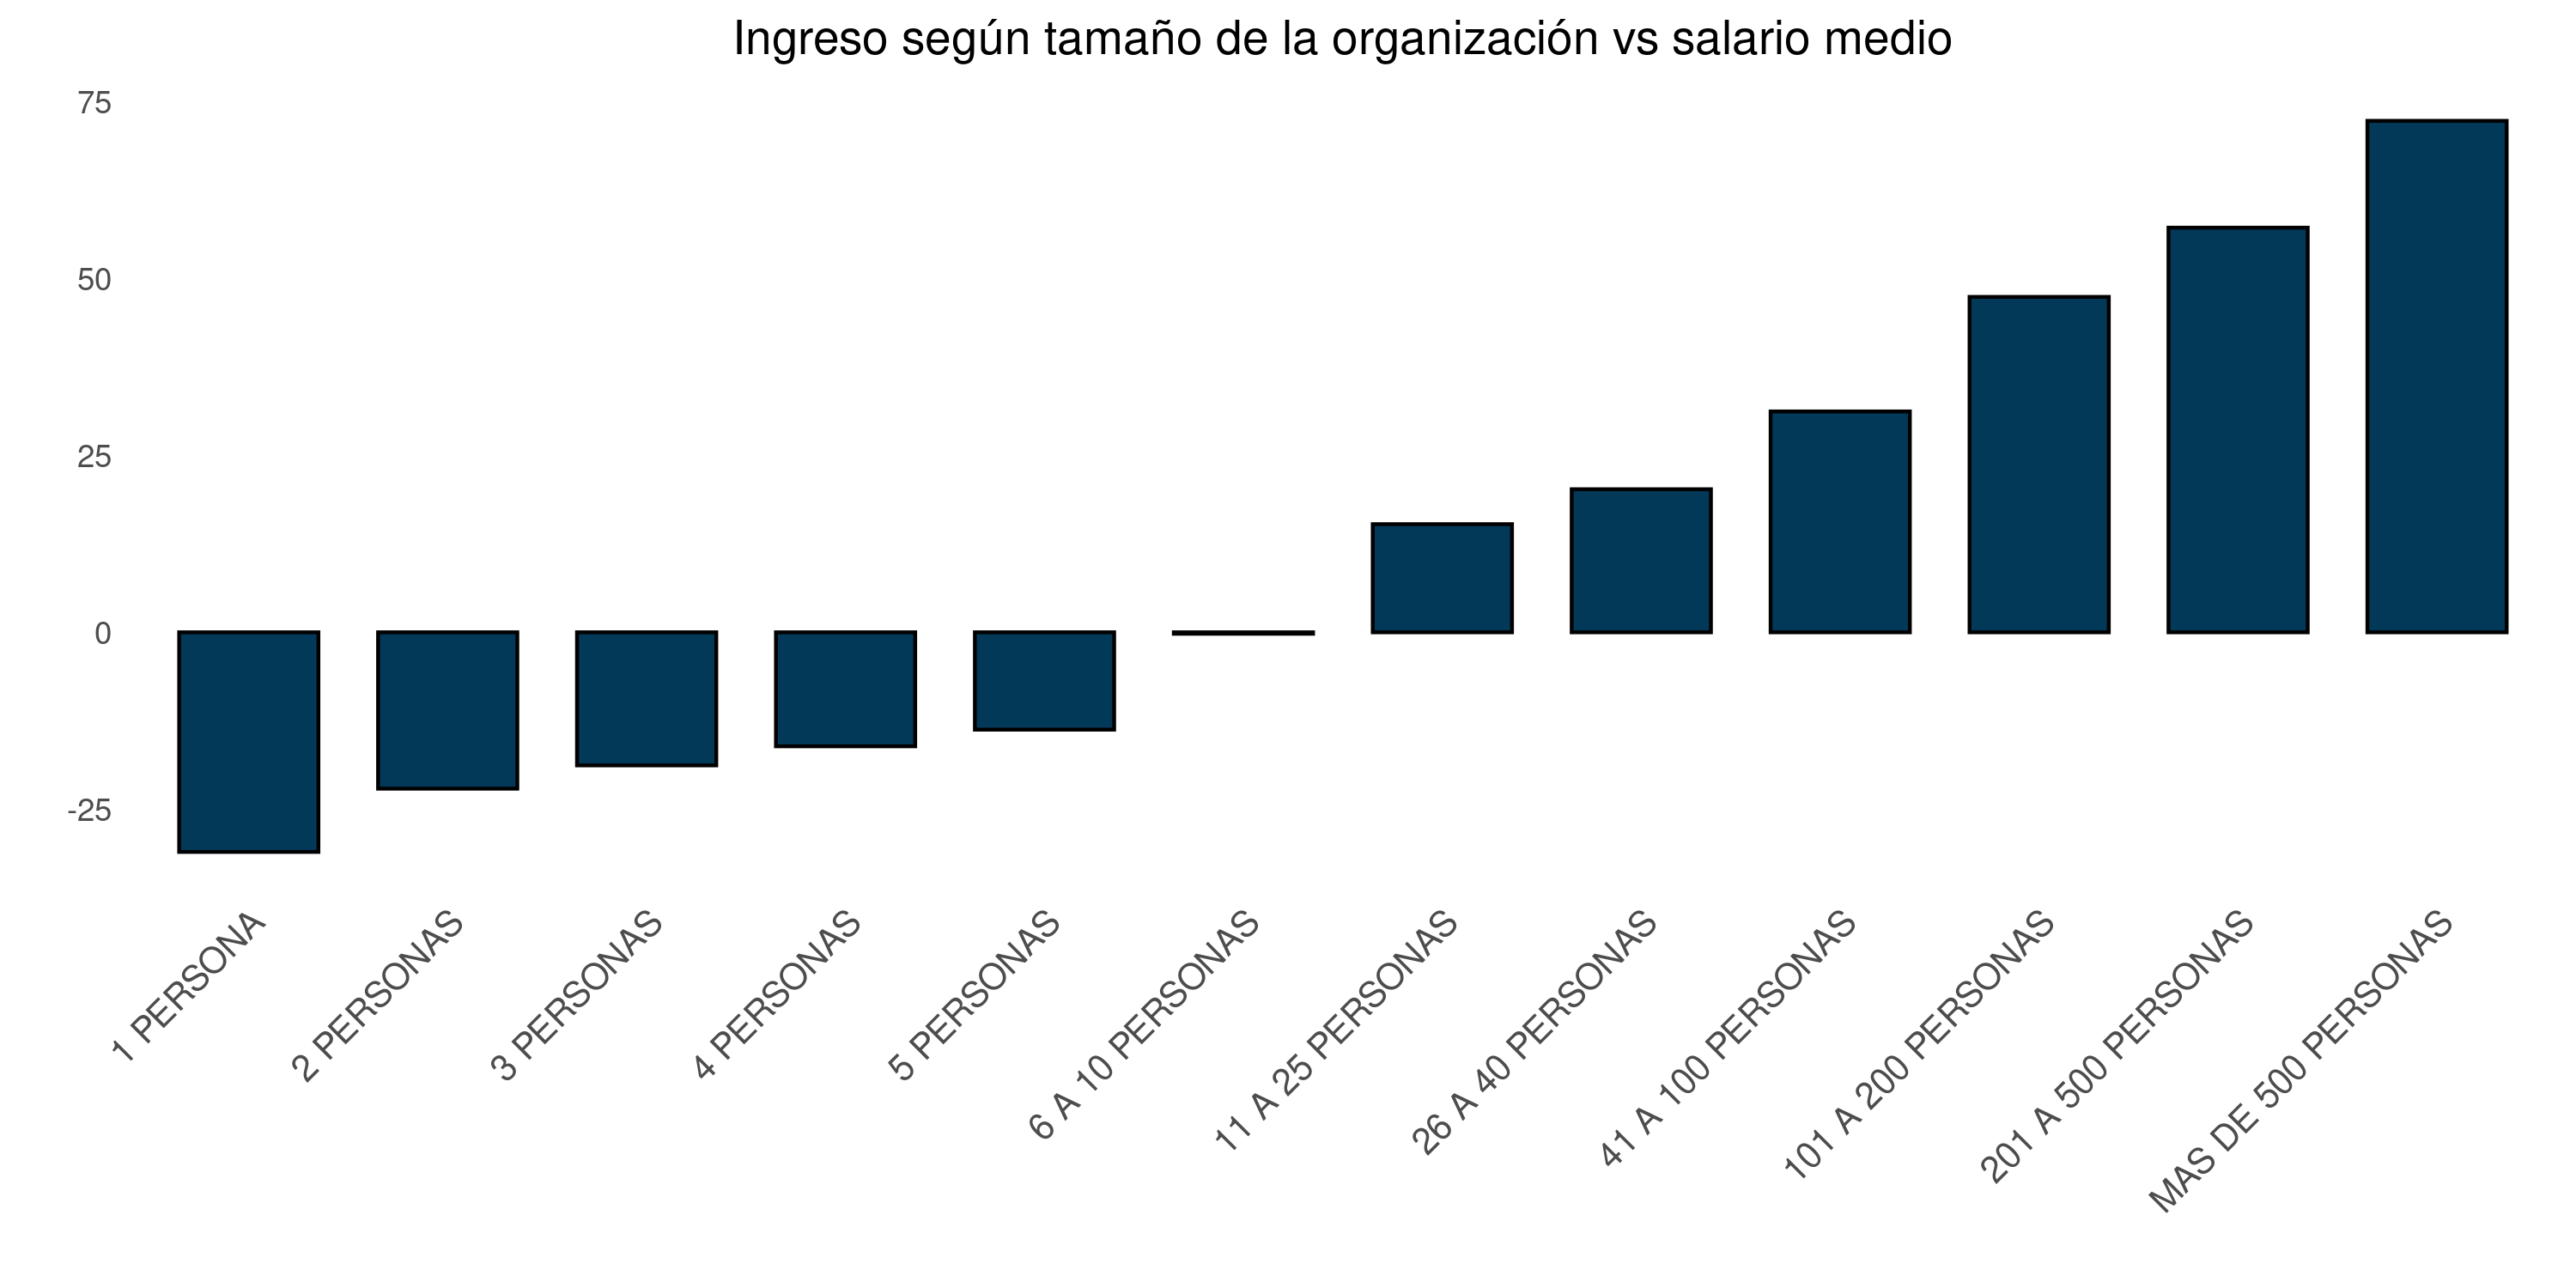 Ingreso según tamaño de la organización vs salario medio
75
50
25
0
-25
1 PERSONA
2 PERSONAS
3 PERSONAS
4 PERSONAS
5 PERSONAS
6 A 10 PERSONAS
11 A 25 PERSONAS
26 A 40 PERSONAS
41 A 100 PERSONAS
101 A 200 PERSONAS
201 A 500 PERSONAS
MAS DE 500 PERSONAS